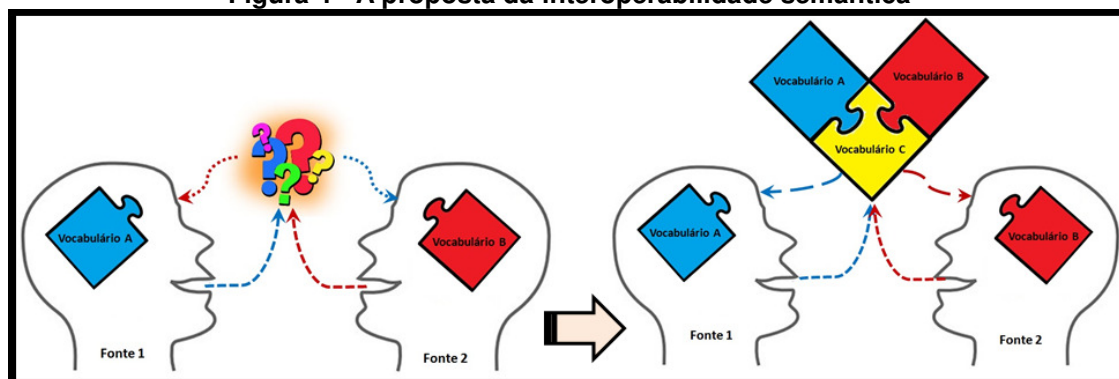 Figura - A proposta da interoperabilidade semântica
Vocabulário A
Vocabulário B
Fonte 1
Fonte 2
Vocabulário A
Vocabulário B
Vocabulário C
Vocabulário A
Vocabulário B
Fonte 1
Fonte 2